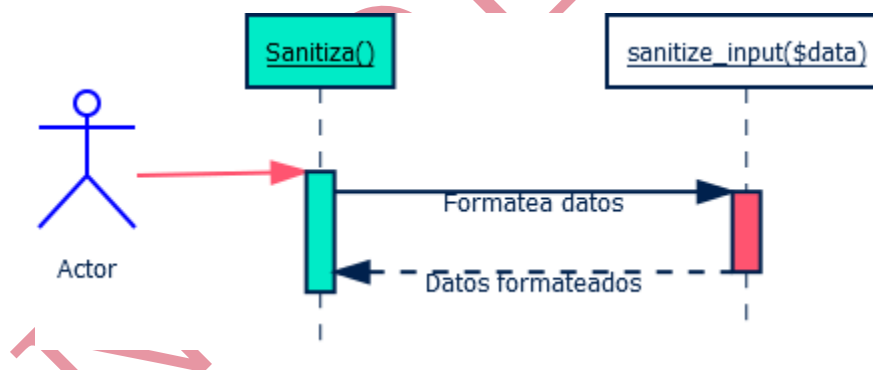 Sanitiza()
sanitize_input($data)
Formatea datos
Actor
Datos formateados